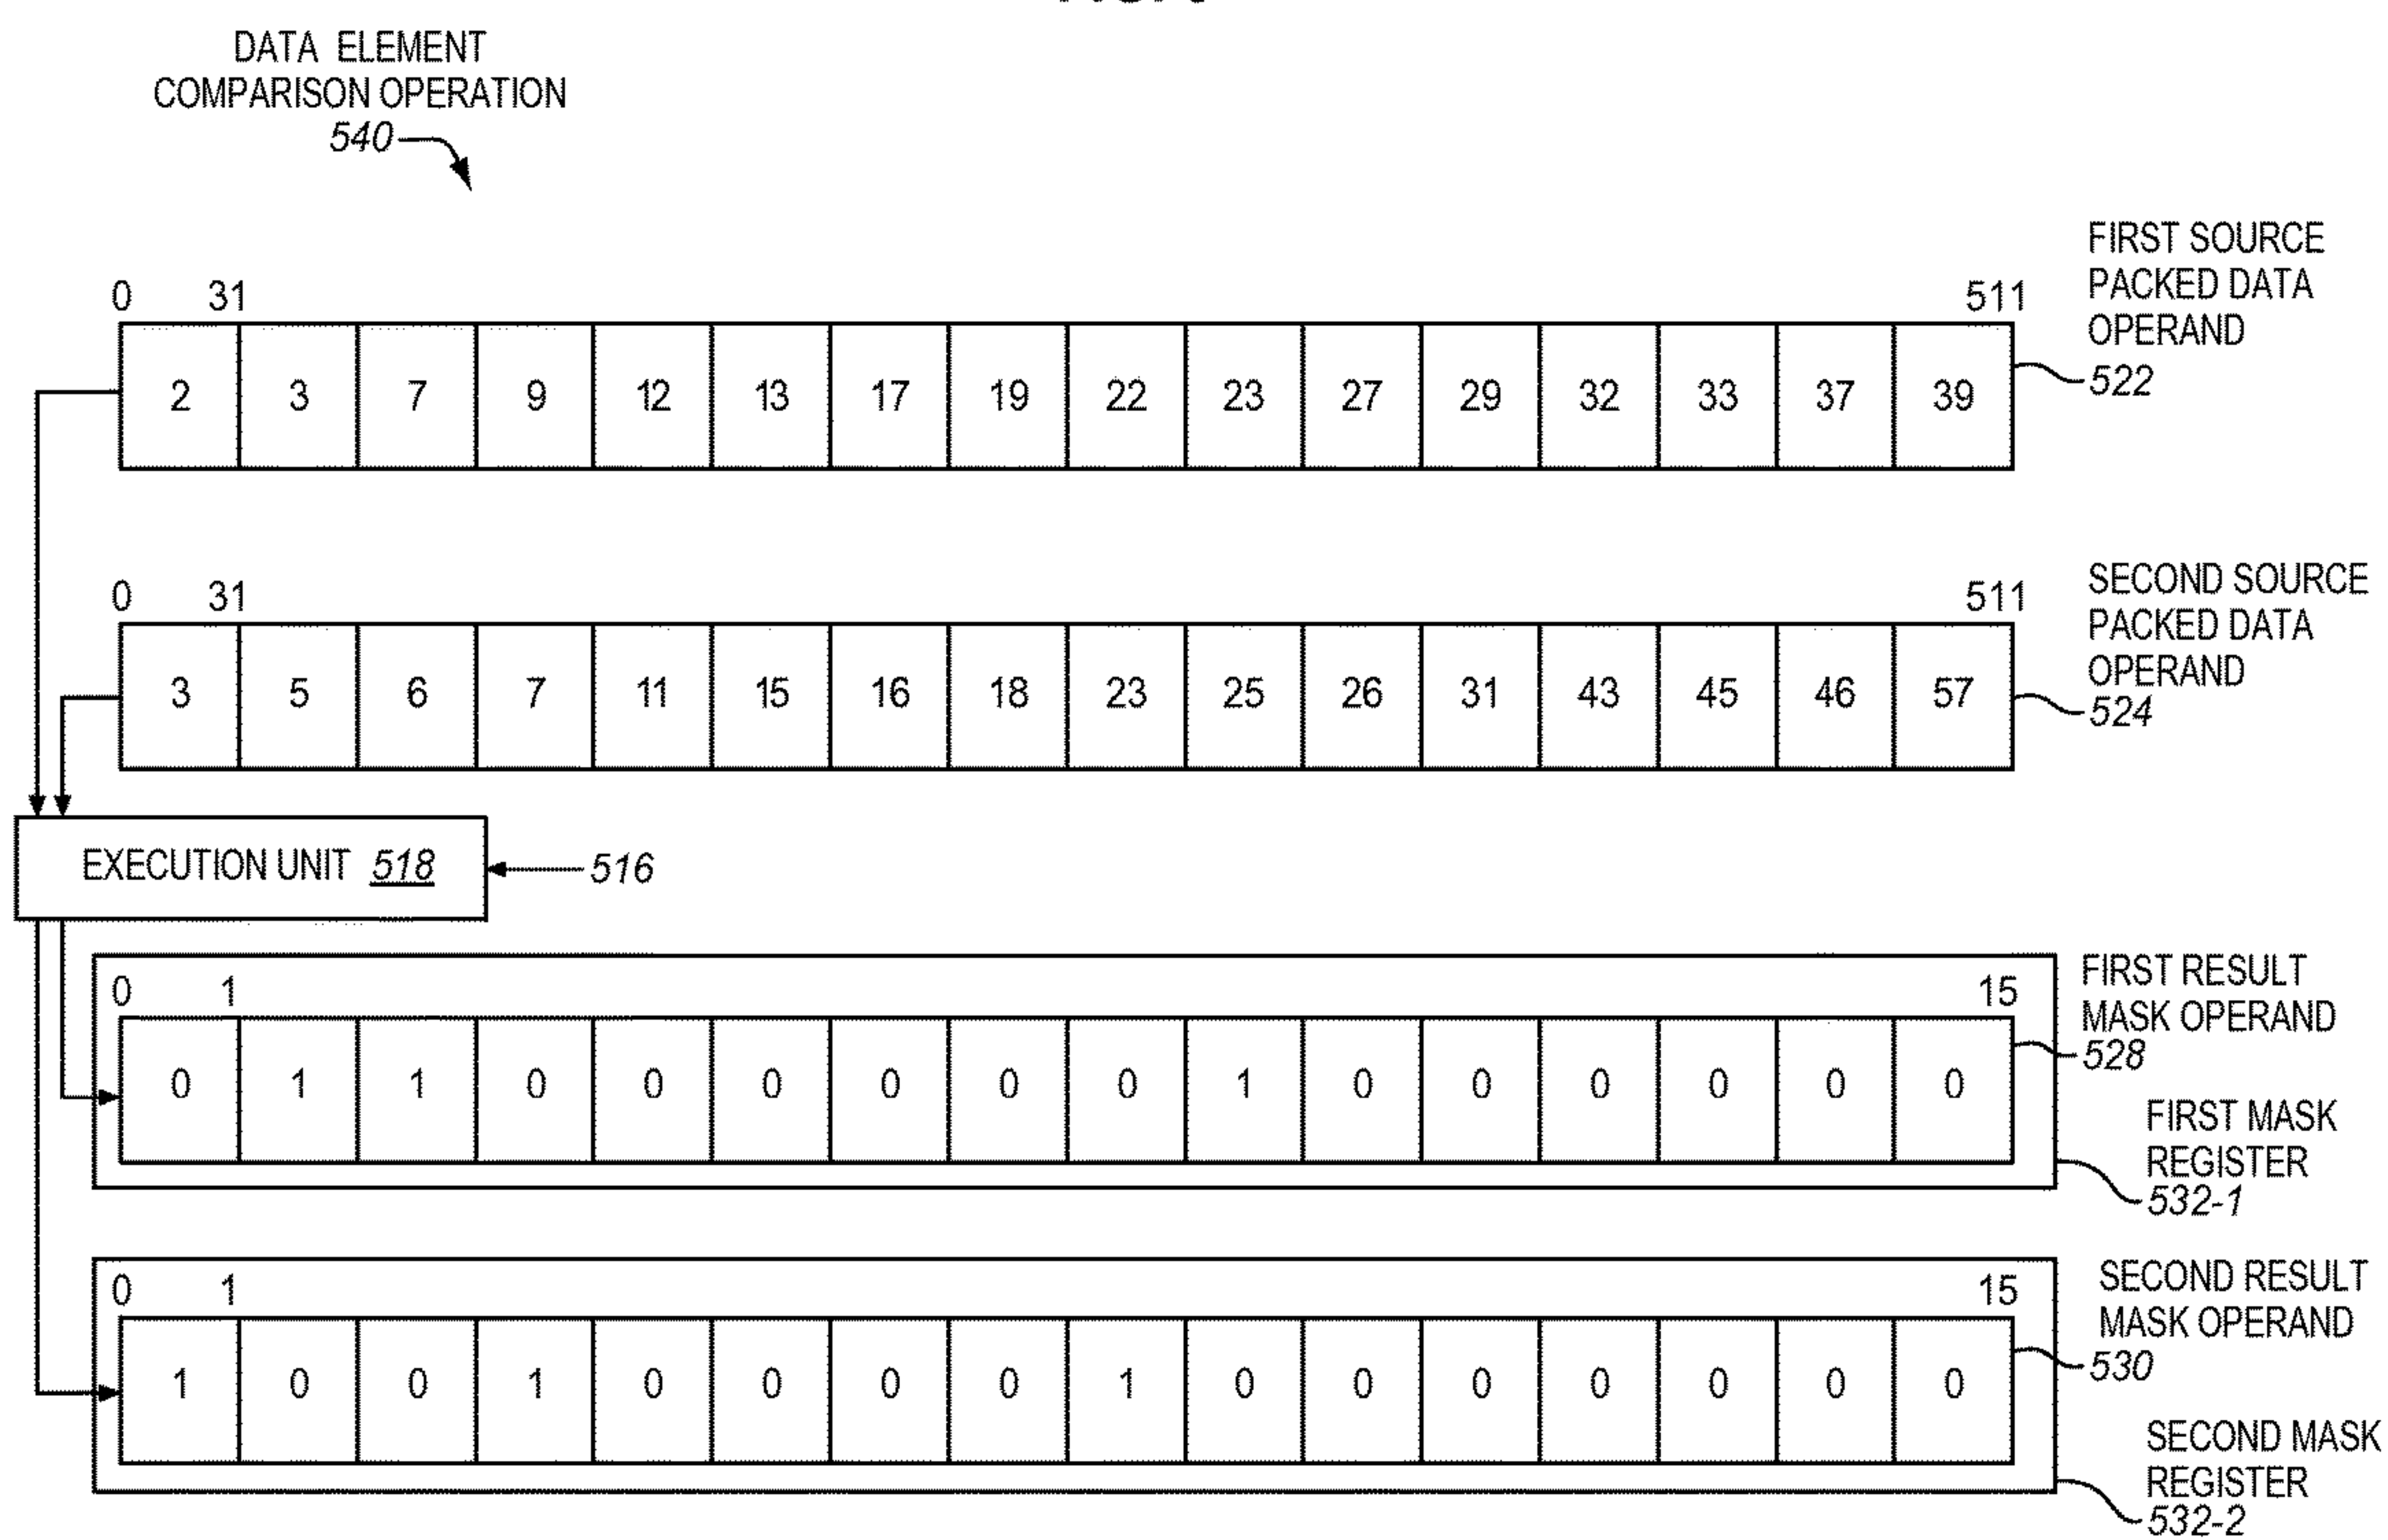 DATA ELEMENT
COMPARISON OPERATION
540
FIRST SOURCE
PACKED DATA
OPERAND
522
0 31 511
2 3 7 9 12 13 17 19 22 23 27 29 32 33 37 39
SECOND SOURCE
PACKED DATA
OPERAND
524
0 31 511
3 5 6 7 11 15 16 18 23 25 26 31 43 45 46 57
EXECUTION UNIT 518
516
FIRST RESULT
MASK OPERAND
528
0 1 15
0 1 1 0 0 0 0 0 0 1 0 0 0 0 0 0
FIRST MASK
REGISTER
532-1
SECOND RESULT
MASK OPERAND
530
0 1 15
1 0 0 1 0 0 0 0 1 0 0 0 0 0 0 0
SECOND MASK
REGISTER
532-2